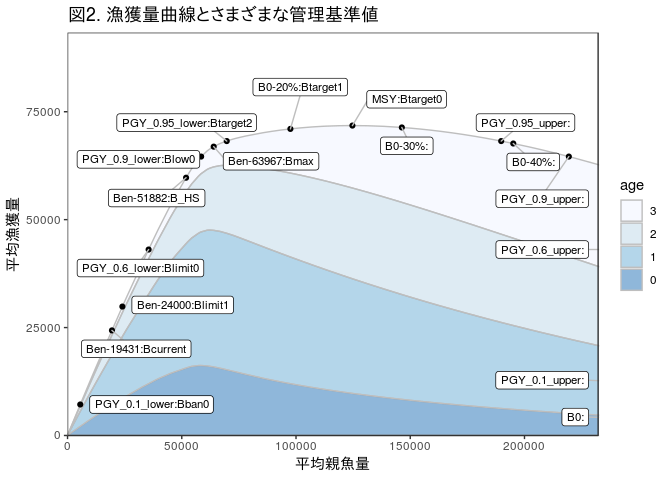 図2. 漁獲量曲線とさまざまな管理基準値
B0-20%:Btarget1
MSY:Btarget0
PGY_0.95_lower:Btarget2
PGY_0.95_upper:
B0-30%:
PGY_0.9_lower:Blow0
Ben-63967:Bmax
B0-40%:
Ben-51882:B_HS
PGY_0.9_upper:
PGY_0.6_upper:
PGY_0.6_lower:Blimit0
Ben-24000:Blimit1
Ben-19431:Bcurrent
PGY_0.1_upper:
PGY_0.1_lower:Bban0
B0:
75000
50000
25000
0
平均漁獲量
0
50000
100000
150000
200000
平均親魚量
age
3
2
1
0